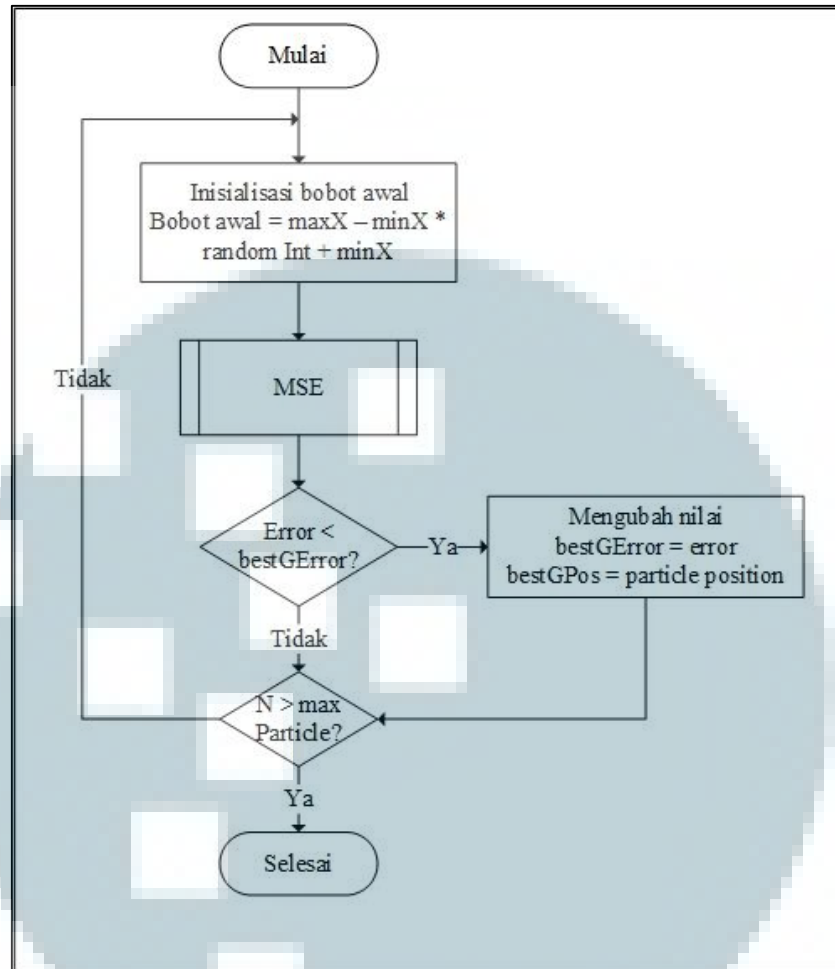 Mulai
Inisialisasi bobot awal
Bobot awal = maxX – minX *
random Int + minX
Tidak
MSE
Error <
bestGError?
Ya
Mengubah nilai
bestGError = error
bestGPos = particle position
Tidak
N > max
Particle?
Ya
Selesai